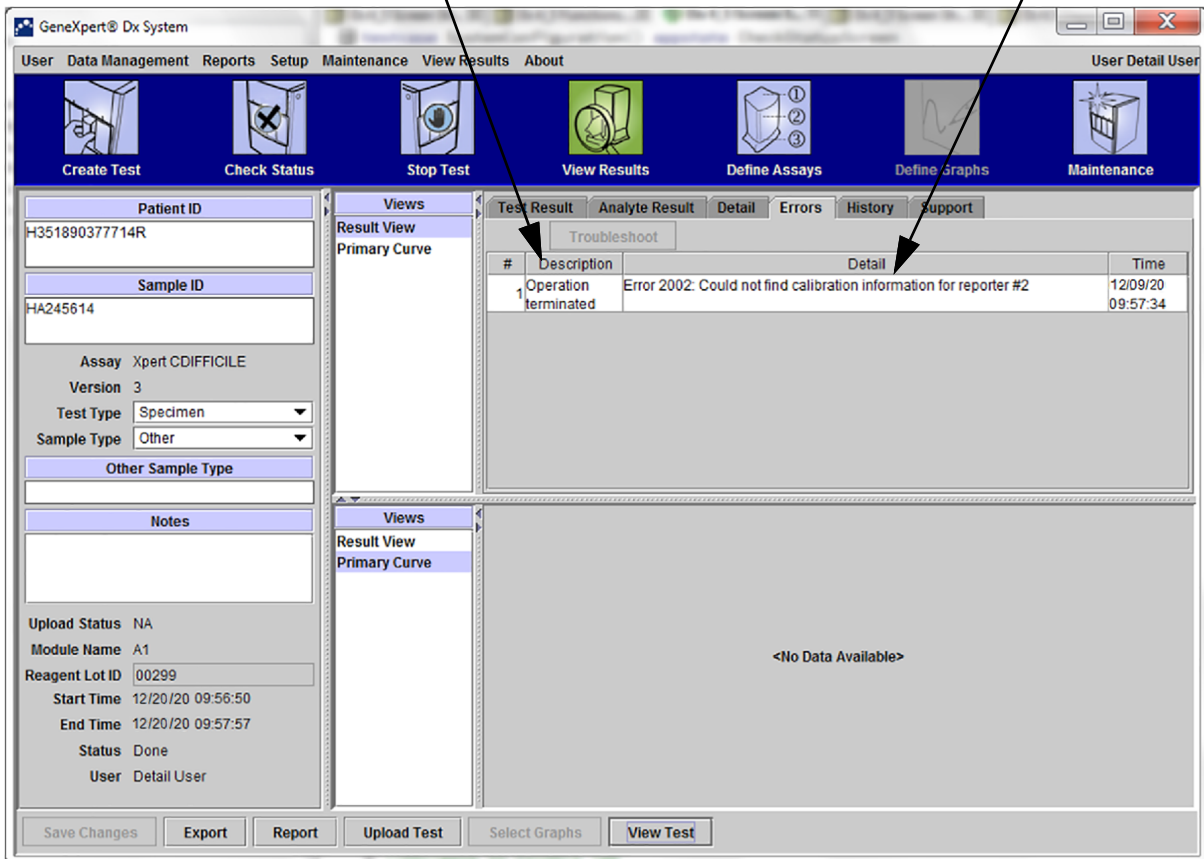 GeneXpert® Dx System
User Data Management Reports Setup Maintenance View Results About User Detail User
Create Test Check Status Stop Test View Results Define Assays Define Graphs Maintenance
Patient ID
H351890377714R
Sample ID
HA245614
Assay Xpert CDIFFICILE
Version 3
Test Type Specimen
Sample Type Other
Other Sample Type
Notes
Upload Status NA
Module Name A1
Reagent Lot ID 00299
Start Time 12/20/20 09:56:50
End Time 12/20/20 09:57:57
Status Done
User Detail User
Views
Result View
Primary Curve
Test Result Analyte Result Detail Errors History Support
Troubleshoot
# Description Detail Time
1 Operation terminated Error 2002: Could not find calibration information for reporter #2 12/09/20 09:57:34
Views
Result View
Primary Curve
<No Data Available>
Save Changes Export Report Upload Test Select Graphs View Test